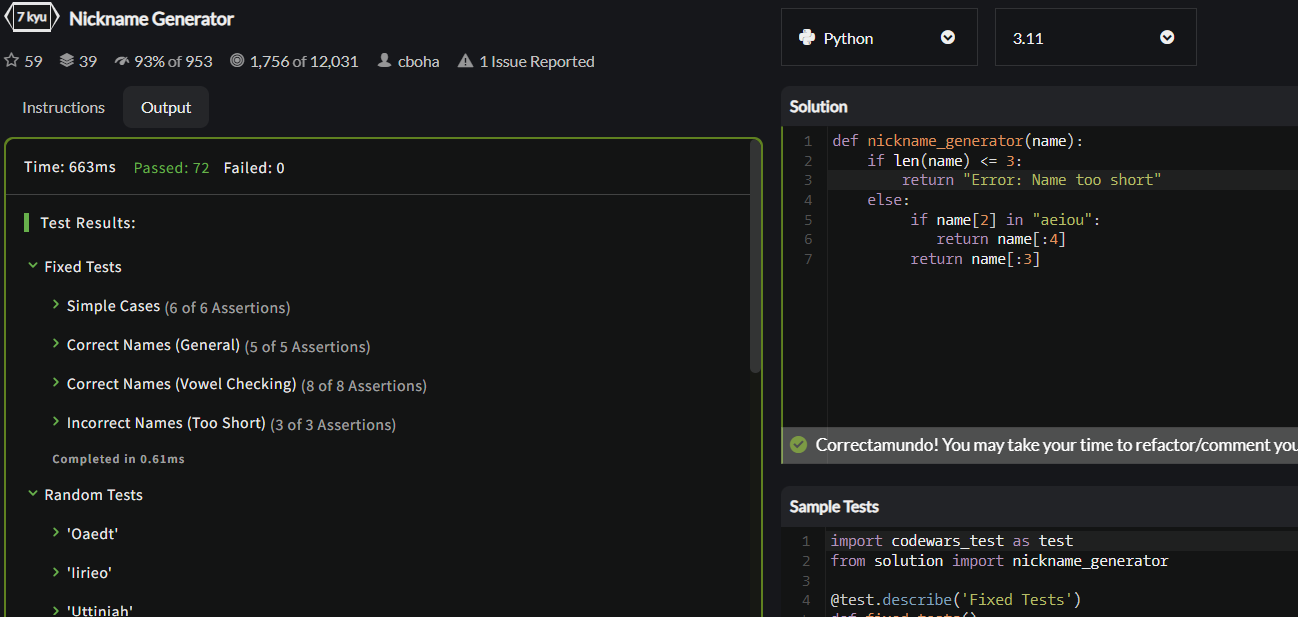 7 kyu Nickname Generator
59 39 93% of 953 1,756 of 12,031 cboha 1 Issue Reported
Instructions Output
Time: 663ms Passed: 72 Failed: 0
Test Results:
Fixed Tests
Simple Cases (6 of 6 Assertions)
Correct Names (General) (5 of 5 Assertions)
Correct Names (Vowel Checking) (8 of 8 Assertions)
Incorrect Names (Too Short) (3 of 3 Assertions)
Completed in 0.61ms
Random Tests
'Oaedt'
'Iirieo'
'Uttiniah'
Python 3.11
Solution
1 def nickname_generator(name):
2 if len(name) <= 3:
3 return "Error: Name too short"
4 else:
5 if name[2] in "aeiou":
6 return name[:4]
7 return name[:3]
Correctamundo! You may take your time to refactor/comment you
Sample Tests
1 import codewars_test as test
2 from solution import nickname_generator
3
4 @test.describe('Fixed Tests')
def fixed_tests()